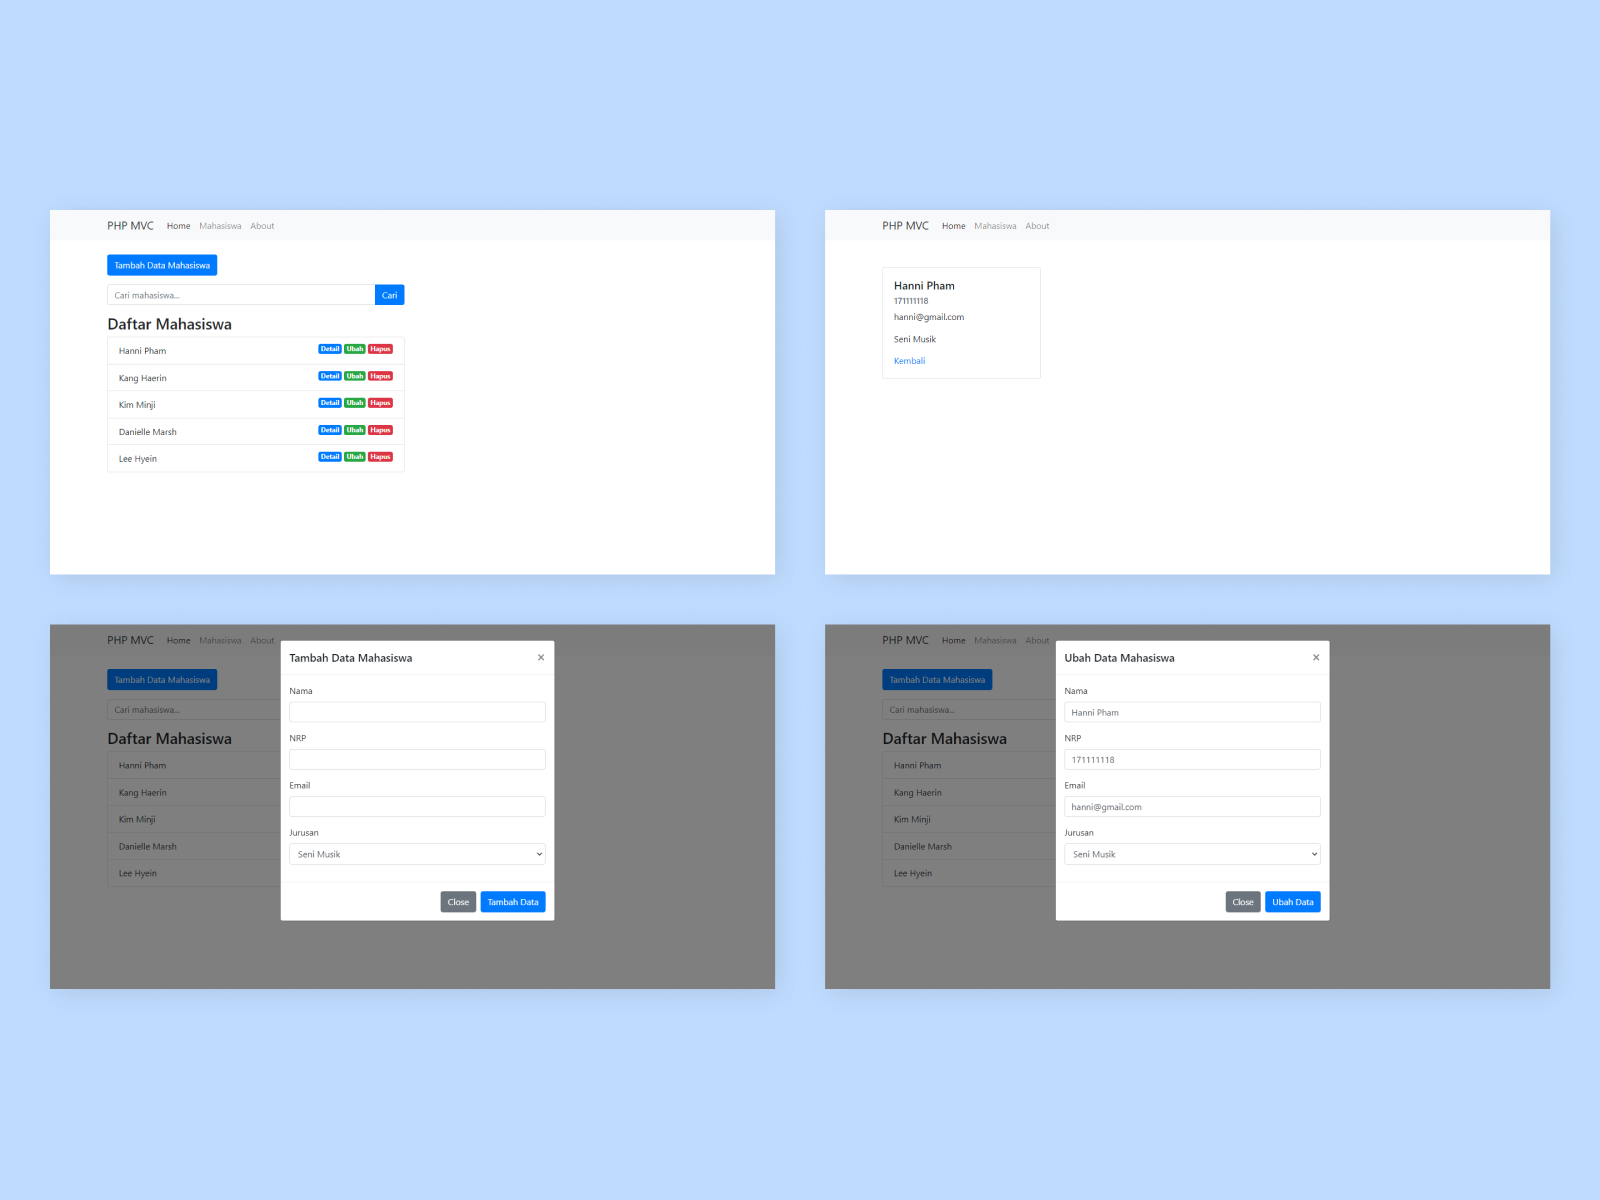 PHP MVC Home Mahasiswa About
Tambah Data Mahasiswa
Cari mahasiswa... Cari
Daftar Mahasiswa
Hanni Pham Detail Ubah Hapus
Kang Haerin Detail Ubah Hapus
Kim Minji Detail Ubah Hapus
Danielle Marsh Detail Ubah Hapus
Lee Hyein Detail Ubah Hapus
PHP MVC Home Mahasiswa About
Hanni Pham
171111118
hanni@gmail.com
Seni Musik
Kembali
PHP MVC Home Mahasiswa About
Tambah Data Mahasiswa
Cari mahasiswa...
Daftar Mahasiswa
Hanni Pham
Kang Haerin
Kim Minji
Danielle Marsh
Lee Hyein
Tambah Data Mahasiswa ×
Nama
NRP
Email
Jurusan
Seni Musik
Close Tambah Data
PHP MVC Home Mahasiswa About
Tambah Data Mahasiswa
Cari mahasiswa...
Daftar Mahasiswa
Hanni Pham
Kang Haerin
Kim Minji
Danielle Marsh
Lee Hyein
Ubah Data Mahasiswa ×
Nama
Hanni Pham
NRP
171111118
Email
hanni@gmail.com
Jurusan
Seni Musik
Close Ubah Data